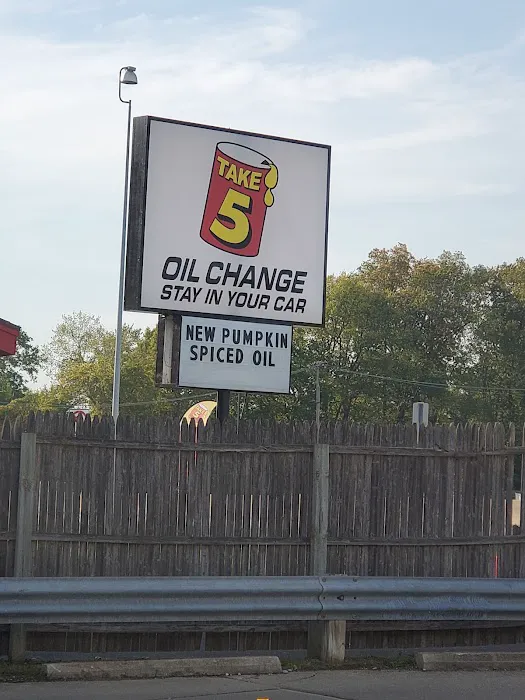 TAKE
5
OIL CHANGE
STAY IN YOUR CAR
NEW PUMPKIN
SPICED OIL